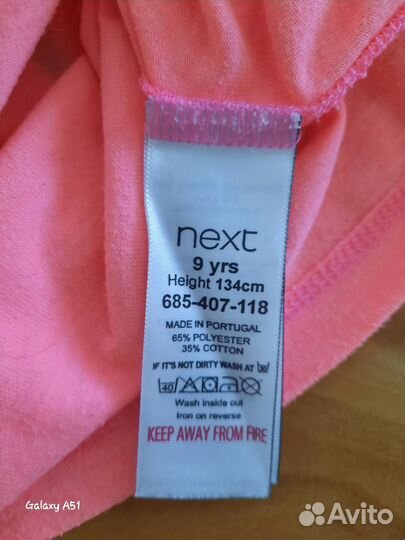 next
9 yrs
Height 134cm
685-407-118
MADE IN PORTUGAL
65% POLYESTER
35% COTTON
IF IT'S NOT DIRTY WASH AT 30
40
Wash inside out
Iron on reverse
KEEP AWAY FROM FIRE
Galaxy A51
Avito